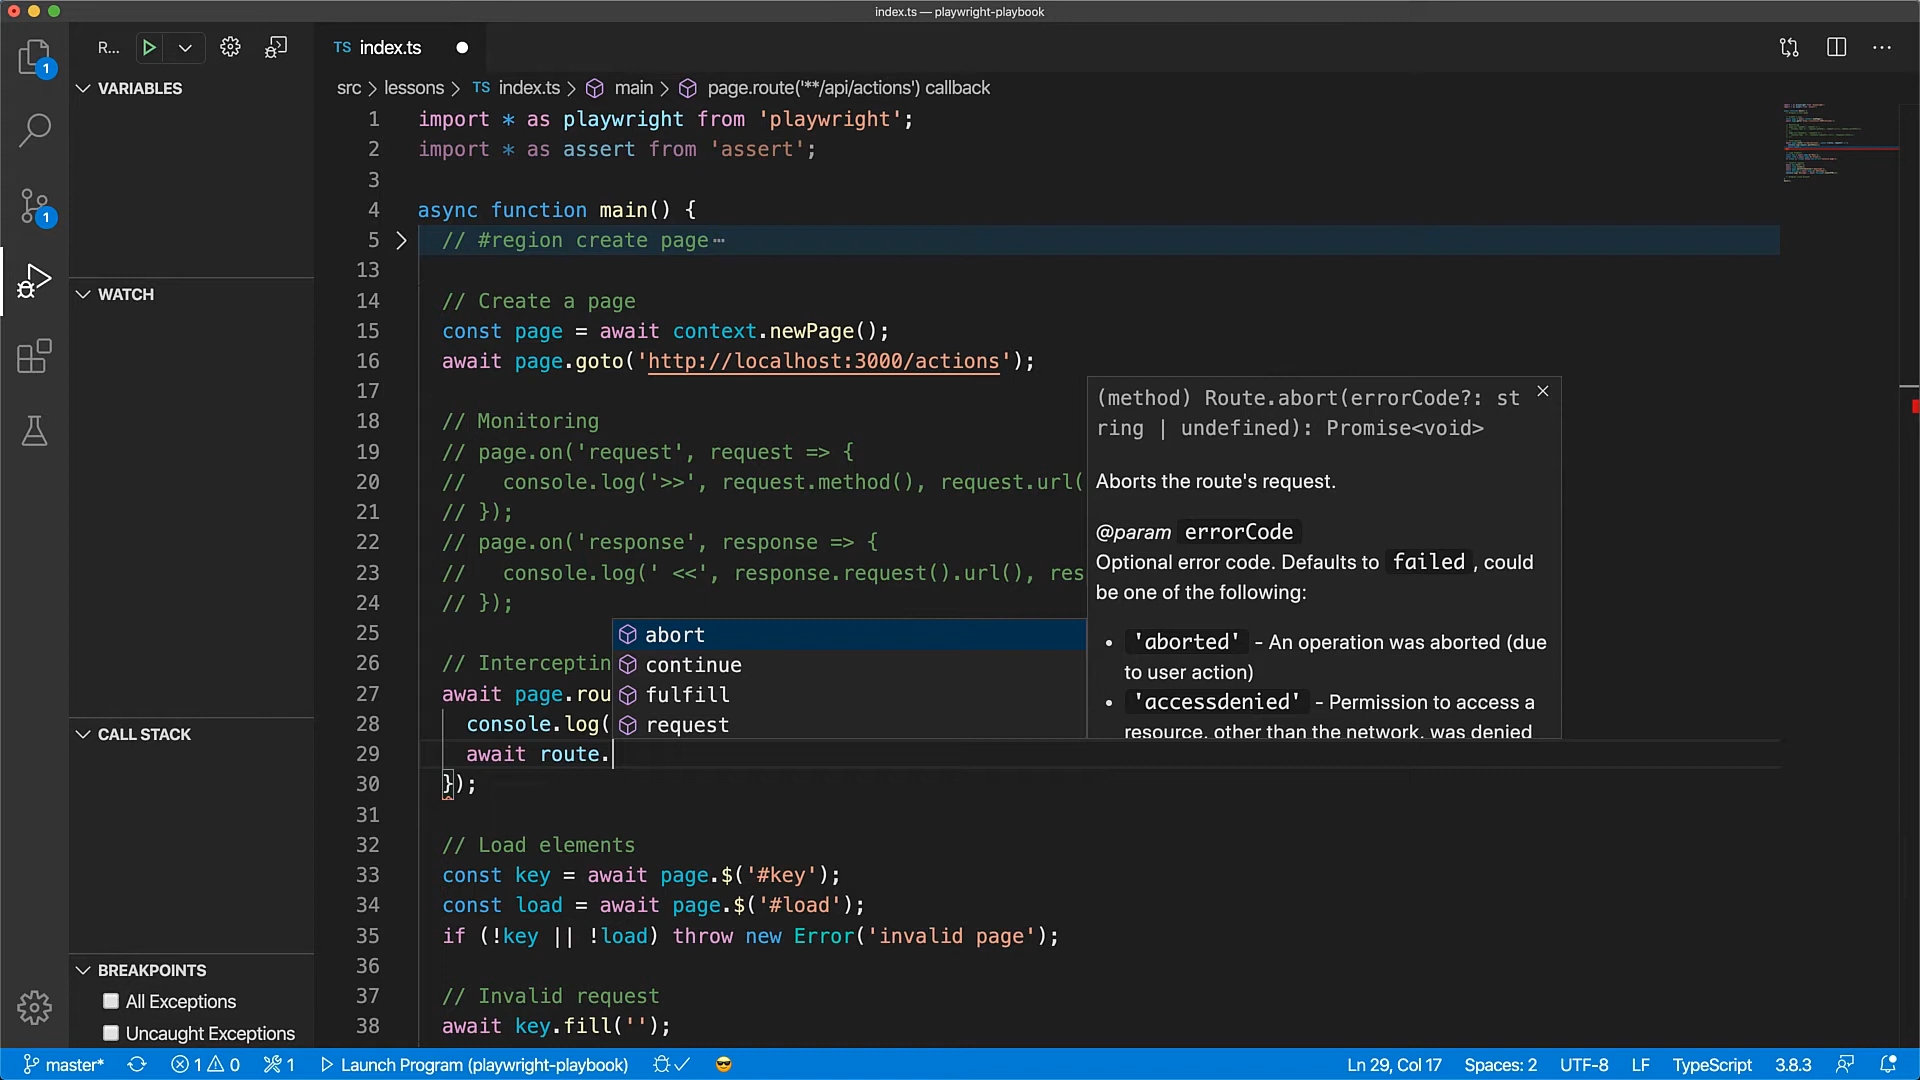 index.ts — playwright-playbook
R...
TS index.ts
src > lessons > TS index.ts > main > page.route('**/api/actions') callback
VARIABLES
WATCH
CALL STACK
BREAKPOINTS
All Exceptions
Uncaught Exceptions
1
1
1 import * as playwright from 'playwright';
2 import * as assert from 'assert';
3
4 async function main() {
5 // #region create page⋯
13
14 // Create a page
15 const page = await context.newPage();
16 await page.goto('http://localhost:3000/actions');
17
18 // Monitoring
19 // page.on('request', request => {
20 //   console.log('>>', request.method(), request.url(
21 // });
22 // page.on('response', response => {
23 //   console.log(' <<', response.request().url(), res
24 // });
25
26 // Interceptin
27 await page.rou
28 console.log(
29 await route.
30 });
31
32 // Load elements
33 const key = await page.$('#key');
34 const load = await page.$('#load');
35 if (!key || !load) throw new Error('invalid page');
36
37 // Invalid request
38 await key.fill('');
abort
continue
fulfill
request
(method) Route.abort(errorCode?: st
ring | undefined): Promise<void>
Aborts the route's request.
@param errorCode
Optional error code. Defaults to failed , could
be one of the following:
• 'aborted' - An operation was aborted (due
to user action)
• 'accessdenied' - Permission to access a
resource, other than the network, was denied
master* 1 0 1 Launch Program (playwright-playbook) Ln 29, Col 17 Spaces: 2 UTF-8 LF TypeScript 3.8.3